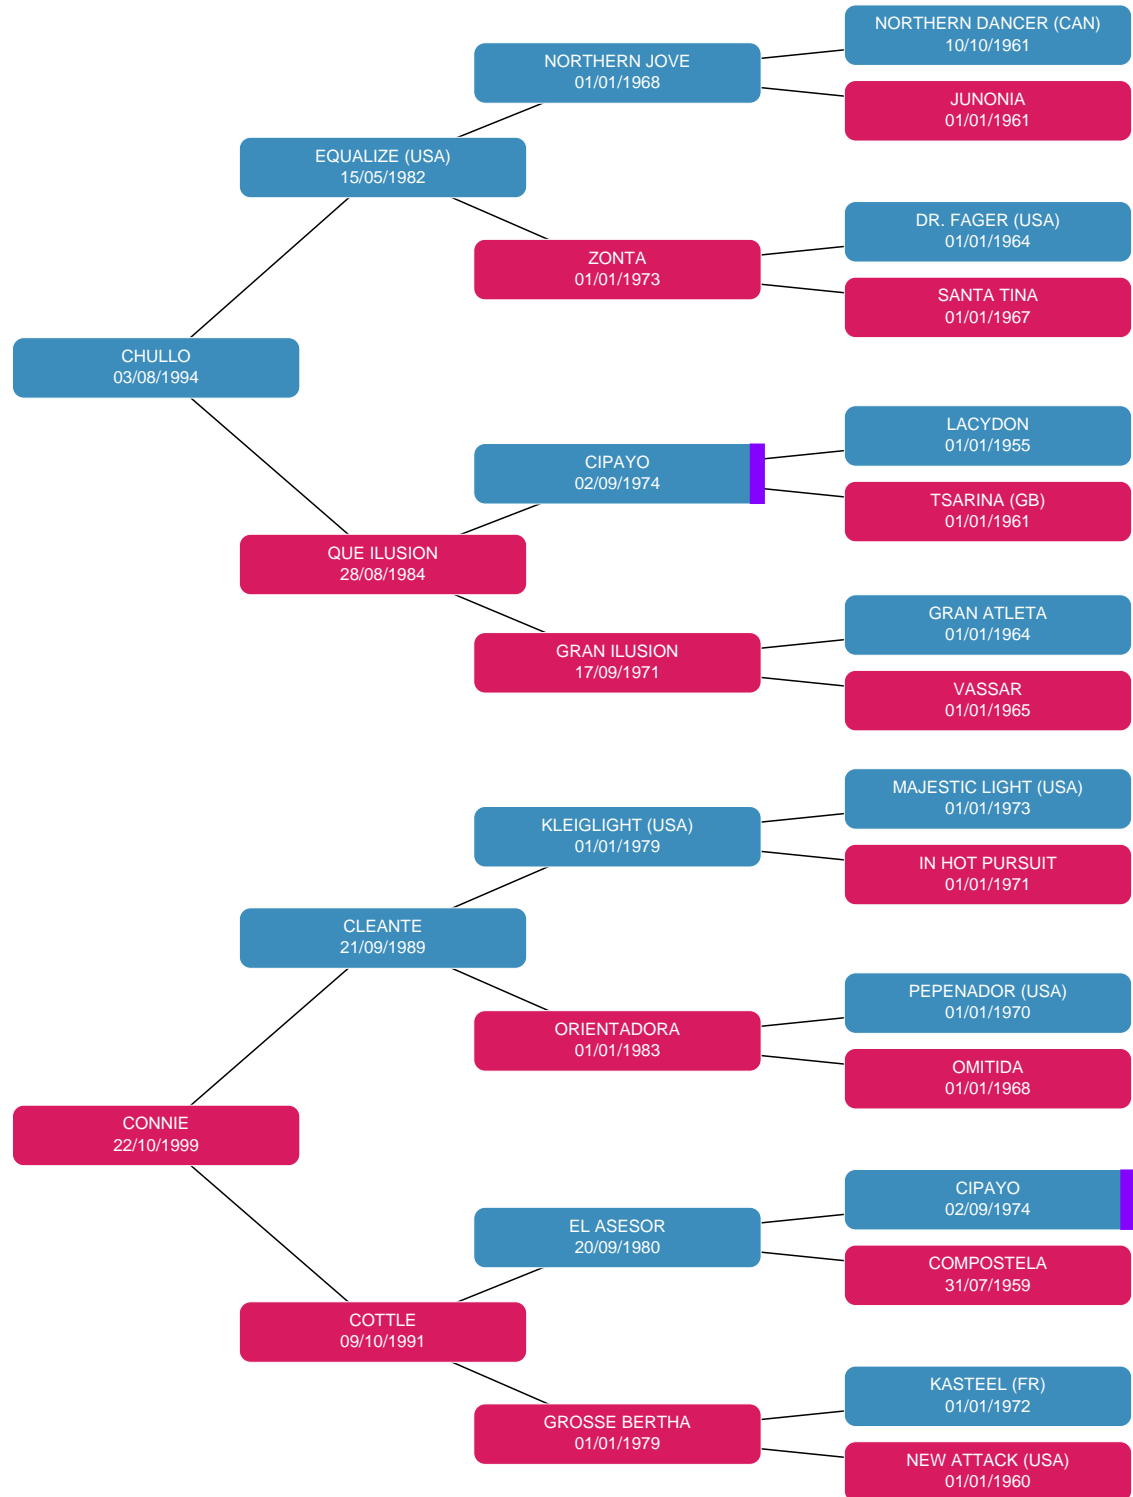 NORTHERN DANCER (CAN)
10/10/1961
NORTHERN JOVE
01/01/1968
JUNONIA
01/01/1961
EQUALIZE (USA)
15/05/1982
DR. FAGER (USA)
01/01/1964
ZONTA
01/01/1973
SANTA TINA
01/01/1967
CHULLO
03/08/1994
LACYDON
01/01/1955
CIPAYO
02/09/1974
TSARINA (GB)
01/01/1961
QUE ILUSION
28/08/1984
GRAN ATLETA
01/01/1964
GRAN ILUSION
17/09/1971
VASSAR
01/01/1965
MAJESTIC LIGHT (USA)
01/01/1973
KLEIGLIGHT (USA)
01/01/1979
IN HOT PURSUIT
01/01/1971
CLEANTE
21/09/1989
PEPENADOR (USA)
01/01/1970
ORIENTADORA
01/01/1983
OMITIDA
01/01/1968
CONNIE
22/10/1999
CIPAYO
02/09/1974
EL ASESOR
20/09/1980
COMPOSTELA
31/07/1959
COTTLE
09/10/1991
KASTEEL (FR)
01/01/1972
GROSSE BERTHA
01/01/1979
NEW ATTACK (USA)
01/01/1960